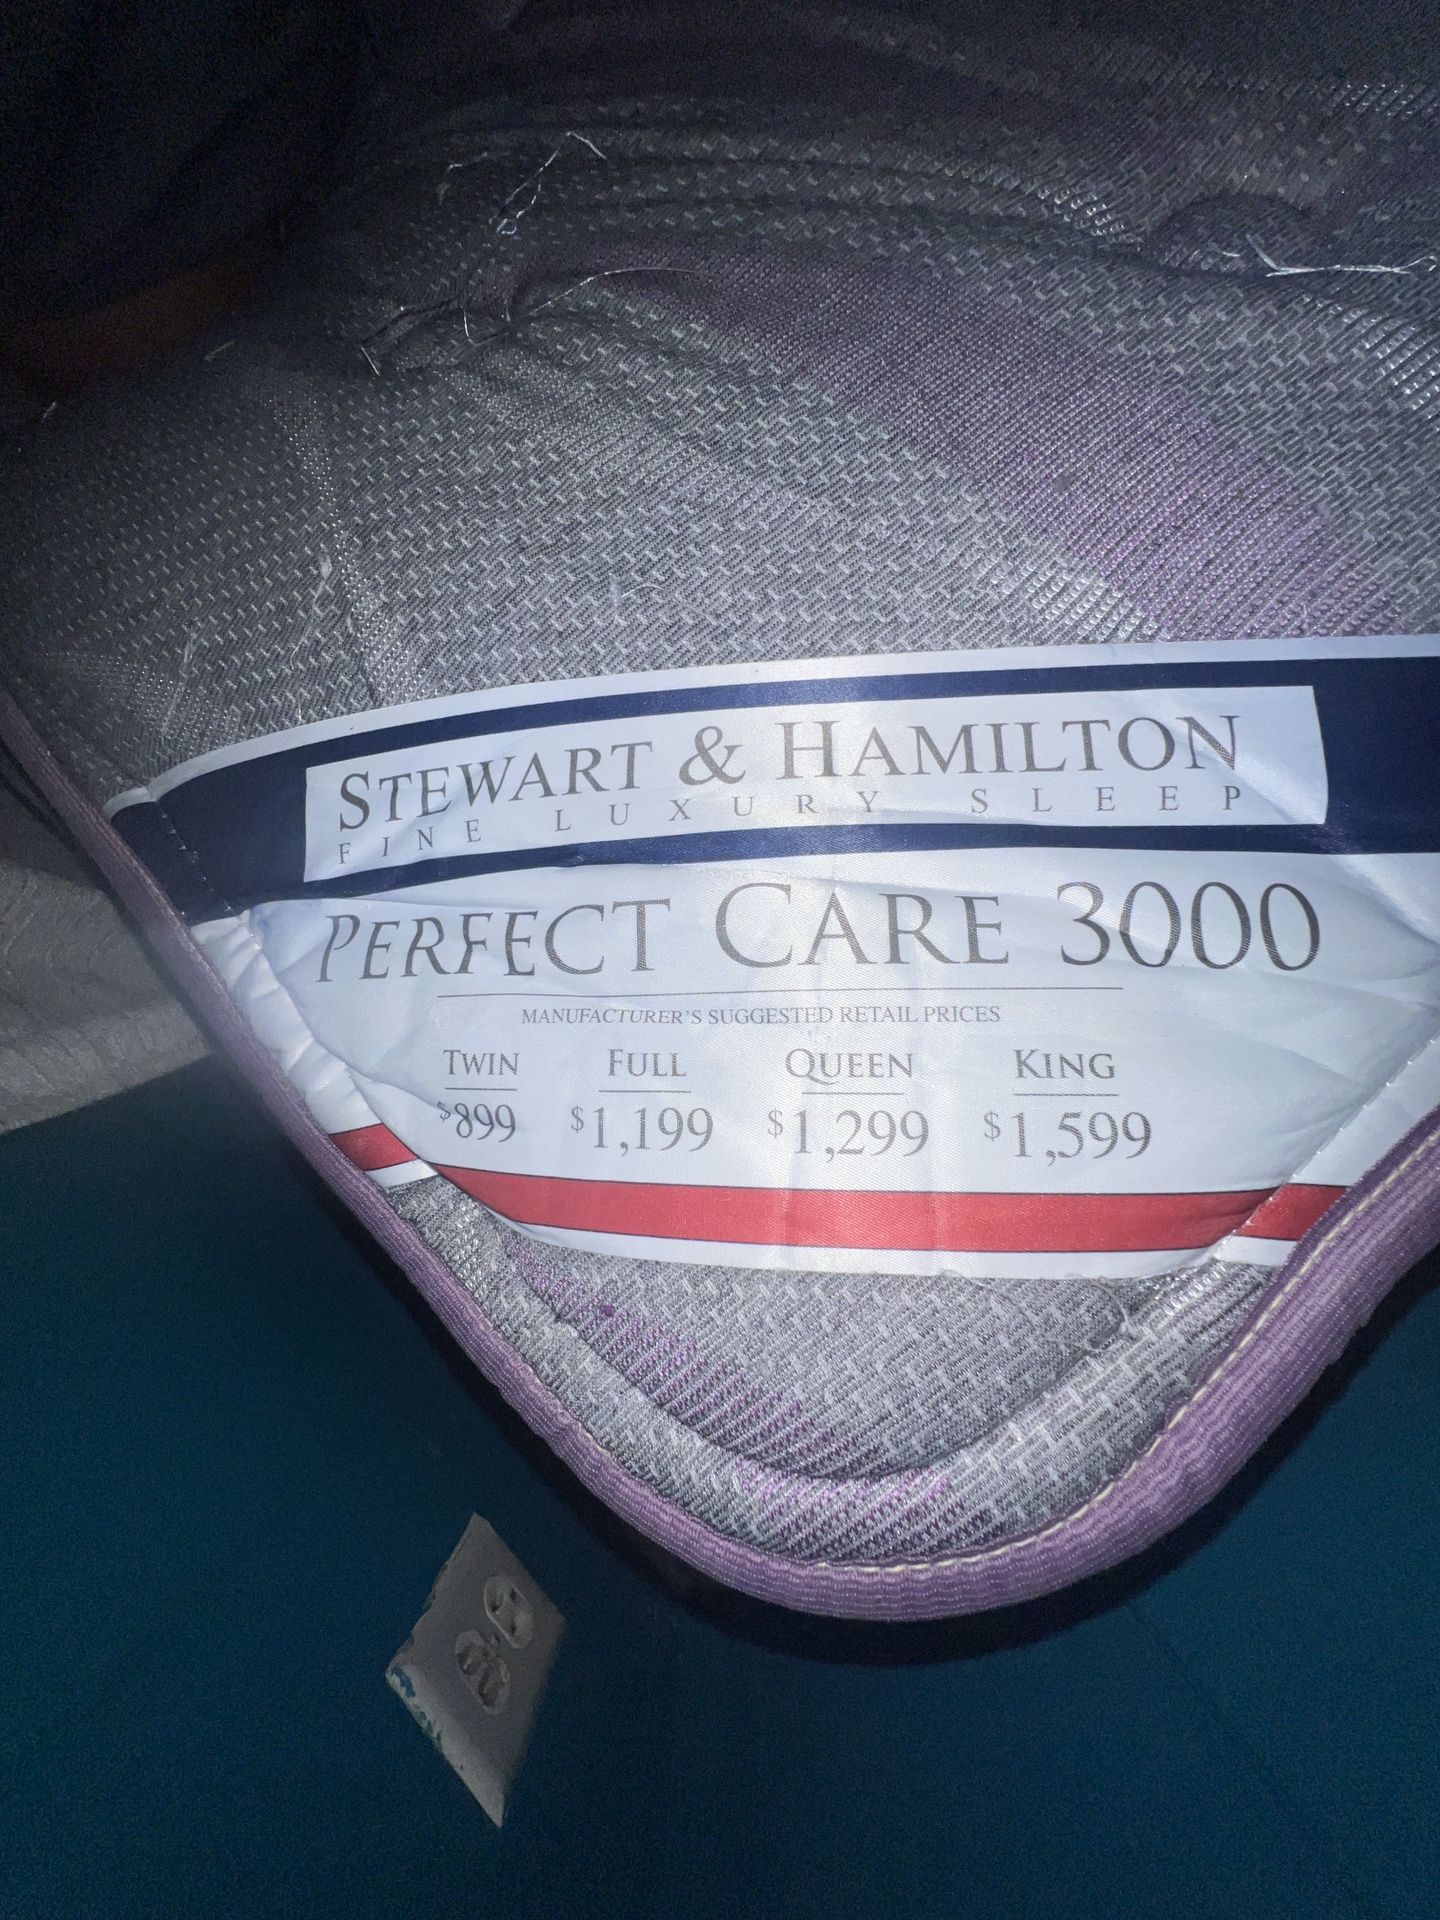 STEWART & HAMILTON
FINE LUXURY SLEEP
PERFECT CARE 3000
MANUFACTURER'S SUGGESTED RETAIL PRICES
TWIN FULL QUEEN KING
$899 $1,199 $1,299 $1,599